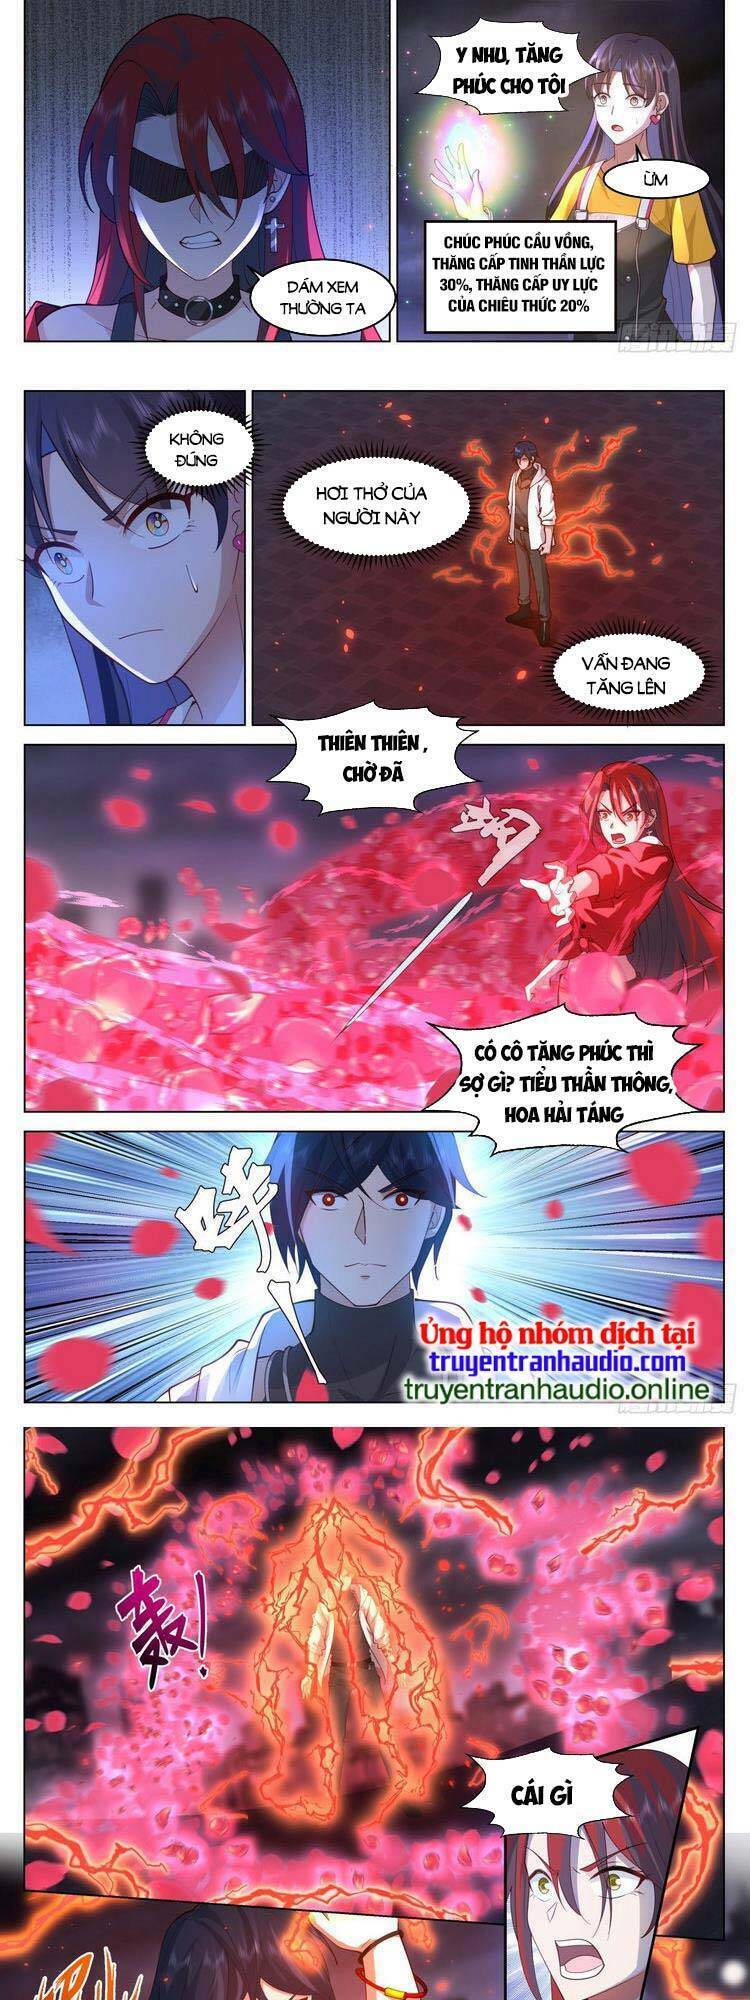 DÁM XEM
THƯỜNG TA
Y NHU, TĂNG
PHÚC CHO TÔI
ỪM
CHÚC PHÚC CẦU VỒNG,
THĂNG CẤP TINH THẦN LỰC
30%, THĂNG CẤP UY LỰC
CỦA CHIÊU THỨC 20%
KHÔNG
ĐÚNG
HƠI THỞ CỦA
NGƯỜI NÀY
VẪN ĐANG
TĂNG LÊN
THIÊN THIÊN ,
CHỜ ĐÃ
CÓ CÔ TĂNG PHÚC THÌ
SỢ GÌ? TIỂU THẦN THÔNG,
HOA HẢI TÁNG
Ủng hộ nhóm dịch tại
truyentranhaudio.com
truyentranhaudio.online
轰!
CÁI GÌ